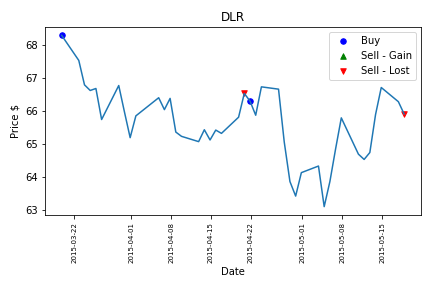 DLR
Buy
Sell - Gain
Sell - Lost
Price $
68
67
66
65
64
63
2015-03-22
2015-04-01
2015-04-08
2015-04-15
2015-04-22
2015-05-01
2015-05-08
2015-05-15
Date